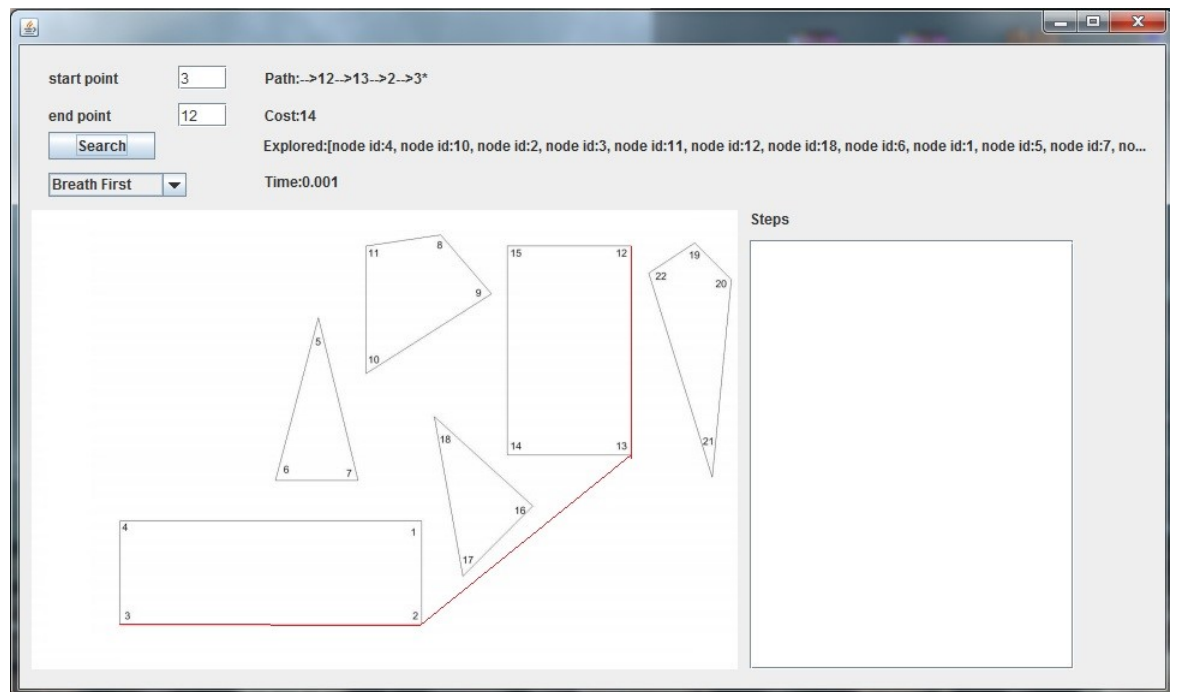 start point 3 Path:-->12-->13-->2-->3*
end point 12 Cost:14
Search Explored:[node id:4, node id:10, node id:2, node id:3, node id:11, node id:12, node id:18, node id:6, node id:1, node id:5, node id:7, no...
Breath First Time:0.001
Steps
11 8 15 12 19
22 20
9
5
10
18 14 13 21
6 7
16
4 1
17
3 2